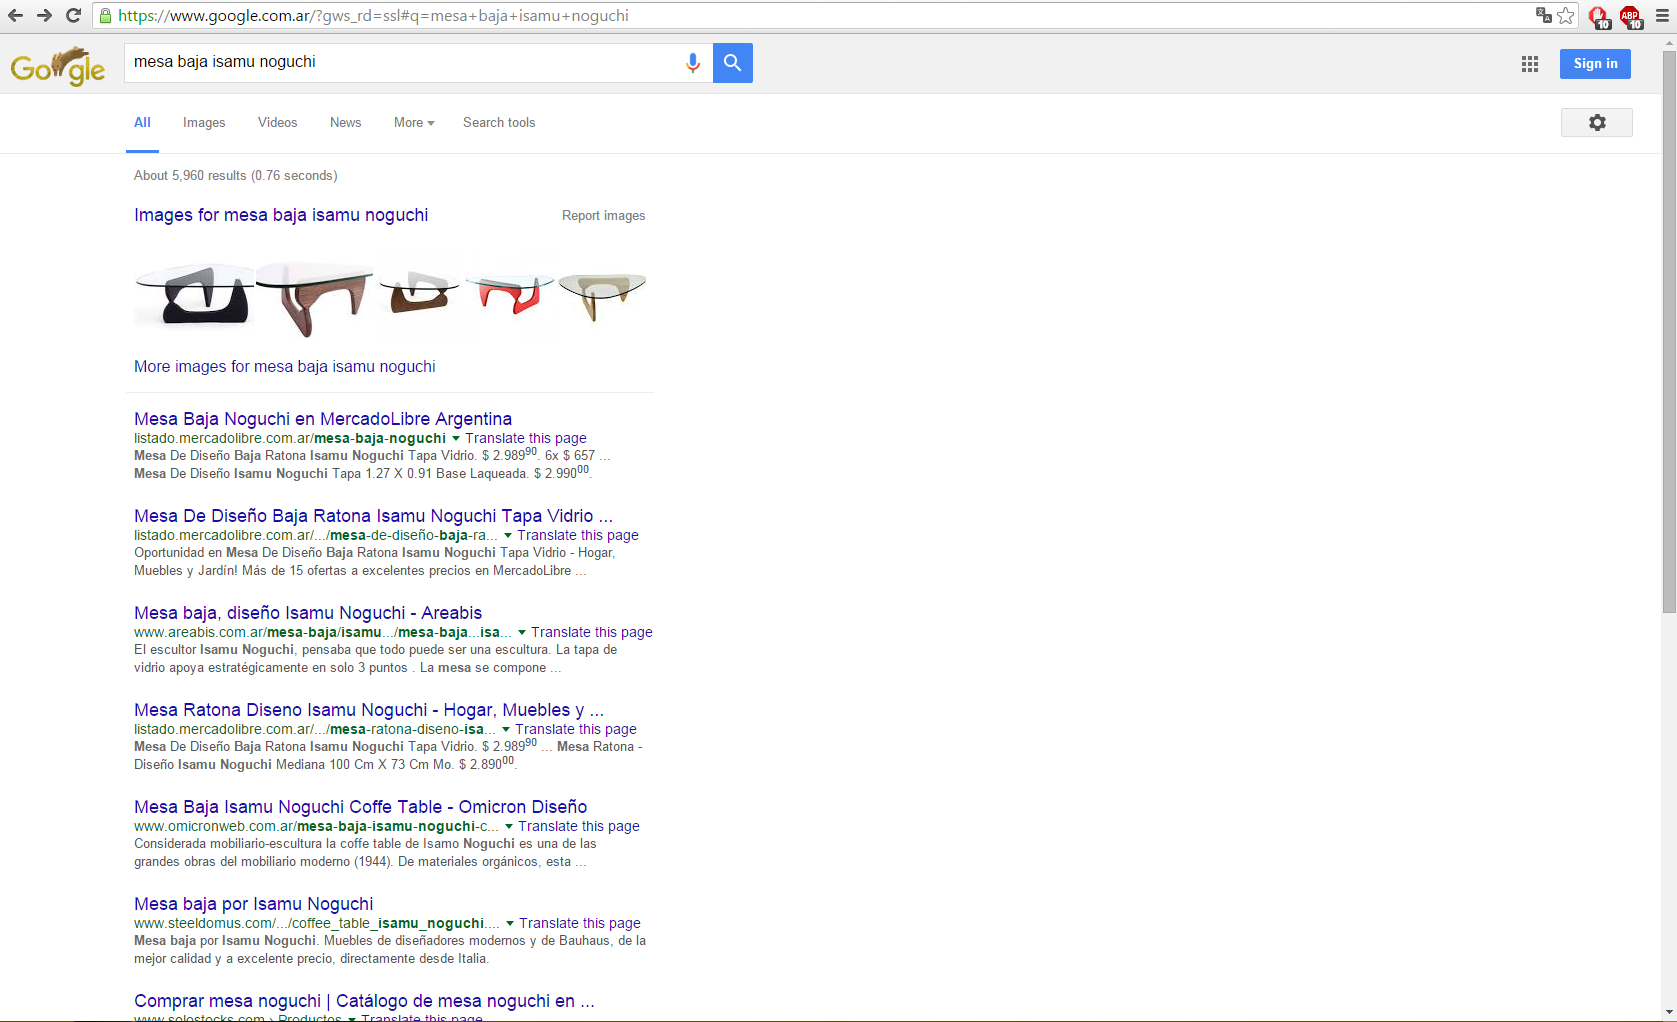 https://www.google.com.ar/?gws_rd=ssl#q=mesa+baja+isamu+noguchi
10
ABP
10
Google
mesa baja isamu noguchi
Sign in
All
Images
Videos
News
More
Search tools
About 5,960 results (0.76 seconds)
Images for mesa baja isamu noguchi
Report images
More images for mesa baja isamu noguchi
Mesa Baja Noguchi en MercadoLibre Argentina
listado.mercadolibre.com.ar/mesa-baja-noguchi Translate this page
Mesa De Diseño Baja Ratona Isamu Noguchi Tapa Vidrio. $ 2.98990. 6x $ 657 ...
Mesa De Diseño Isamu Noguchi Tapa 1.27 X 0.91 Base Laqueada. $ 2.99000.
Mesa De Diseño Baja Ratona Isamu Noguchi Tapa Vidrio ...
listado.mercadolibre.com.ar/.../mesa-de-diseño-baja-ra... Translate this page
Oportunidad en Mesa De Diseño Baja Ratona Isamu Noguchi Tapa Vidrio - Hogar,
Muebles y Jardín! Más de 15 ofertas a excelentes precios en MercadoLibre ...
Mesa baja, diseño Isamu Noguchi - Areabis
www.areabis.com.ar/mesa-baja/isamu.../mesa-baja...isa... Translate this page
El escultor Isamu Noguchi, pensaba que todo puede ser una escultura. La tapa de
vidrio apoya estratégicamente en solo 3 puntos . La mesa se compone ...
Mesa Ratona Diseno Isamu Noguchi - Hogar, Muebles y ...
listado.mercadolibre.com.ar/.../mesa-ratona-diseno-isa... Translate this page
Mesa De Diseño Baja Ratona Isamu Noguchi Tapa Vidrio. $ 2.98990 ... Mesa Ratona -
Diseño Isamu Noguchi Mediana 100 Cm X 73 Cm Mo. $ 2.89000.
Mesa Baja Isamu Noguchi Coffe Table - Omicron Diseño
www.omicronweb.com.ar/mesa-baja-isamu-noguchi-c... Translate this page
Considerada mobiliario-escultura la coffe table de Isamo Noguchi es una de las
grandes obras del mobiliario moderno (1944). De materiales orgánicos, esta ...
Mesa baja por Isamu Noguchi
www.steeldomus.com/.../coffee_table_isamu_noguchi.... Translate this page
Mesa baja por Isamu Noguchi. Muebles de diseñadores modernos y de Bauhaus, de la
mejor calidad y a excelente precio, directamente desde Italia.
Comprar mesa noguchi | Catálogo de mesa noguchi en ...
www.solostocks.com › Productos Translate this page